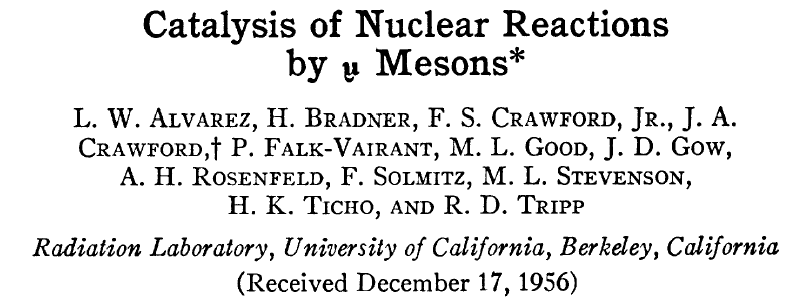 Catalysis of Nuclear Reactions
by μ Mesons*
L. W. ALVAREZ, H. BRADNER, F. S. CRAWFORD, JR., J. A.
CRAWFORD,† P. FALK-VAIRANT, M. L. GOOD, J. D. GOW,
A. H. ROSENFELD, F. SOLMITZ, M. L. STEVENSON,
H. K. TICHO, AND R. D. TRIPP
Radiation Laboratory, University of California, Berkeley, California
(Received December 17, 1956)